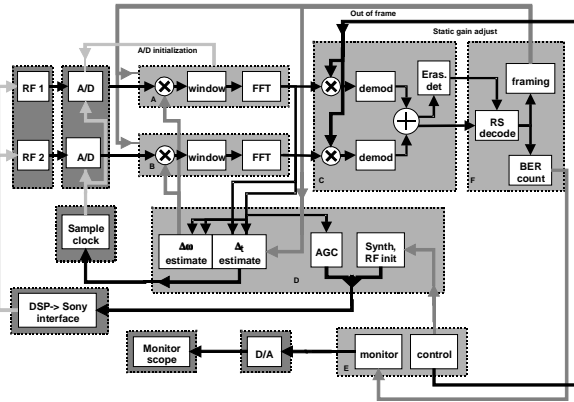 Out of frame
Static gain adjust
A/D initialization
RF 1
A/D
window
FFT
A
demod
Eras.
det
framing
RS
decode
RF 2
A/D
window
FFT
B
demod
C
F
BER
count
Sample
clock
Δω
estimate
Δt
estimate
AGC
Synth,
RF init
D
DSP-> Sony
interface
Monitor
scope
D/A
monitor
control
E